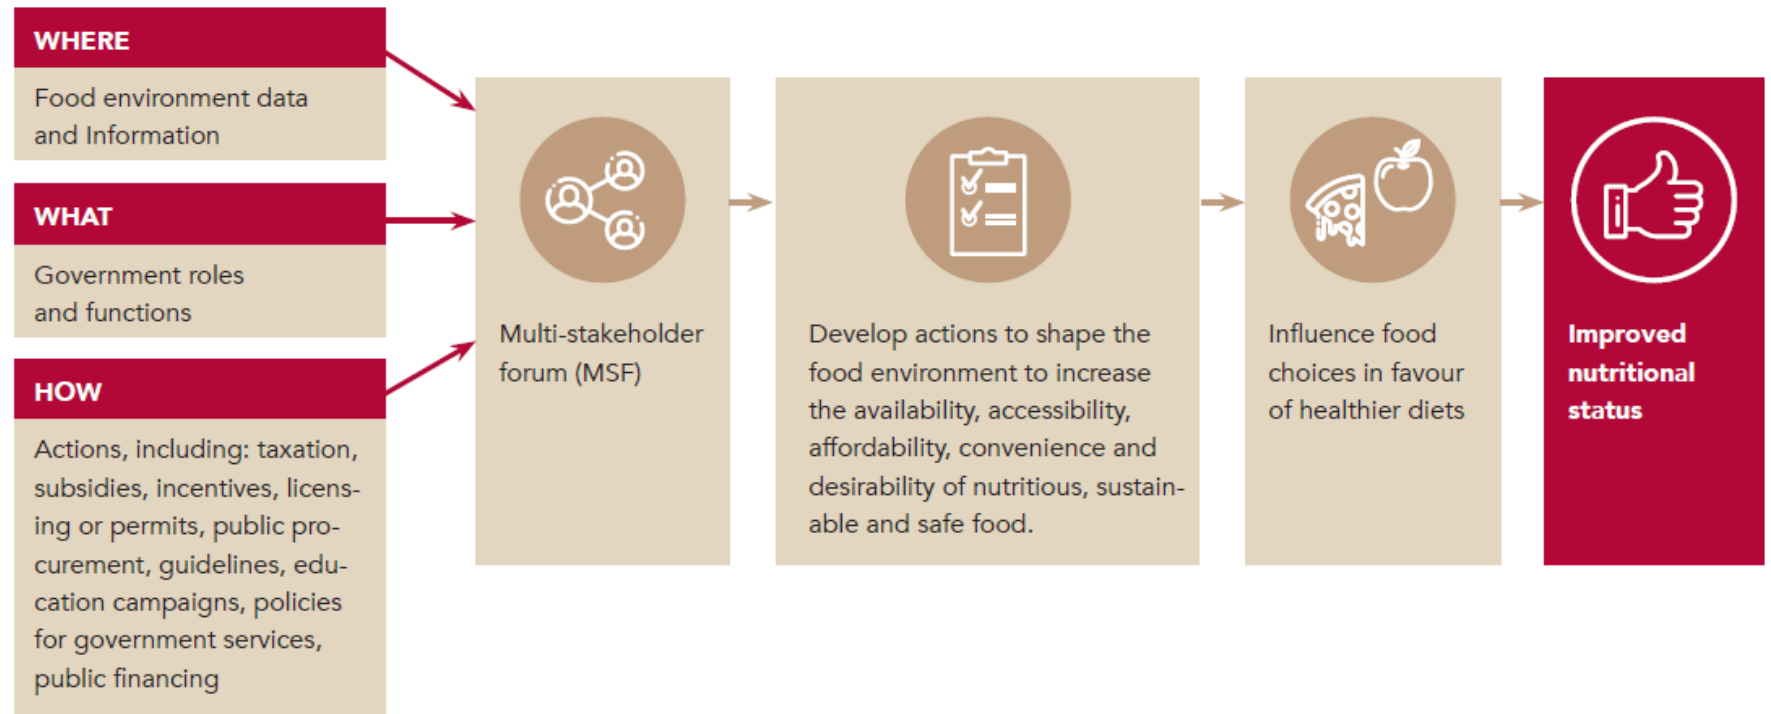 WHERE
Food environment data
and Information
WHAT
Government roles
and functions
HOW
Actions, including: taxation,
subsidies, incentives, licens-
ing or permits, public pro-
curement, guidelines, edu-
cation campaigns, policies
for government services,
public financing
Multi-stakeholder
forum (MSF)
Develop actions to shape the
food environment to increase
the availability, accessibility,
affordability, convenience and
desirability of nutritious, sustain-
able and safe food.
Influence food
choices in favour
of healthier diets
Improved
nutritional
status